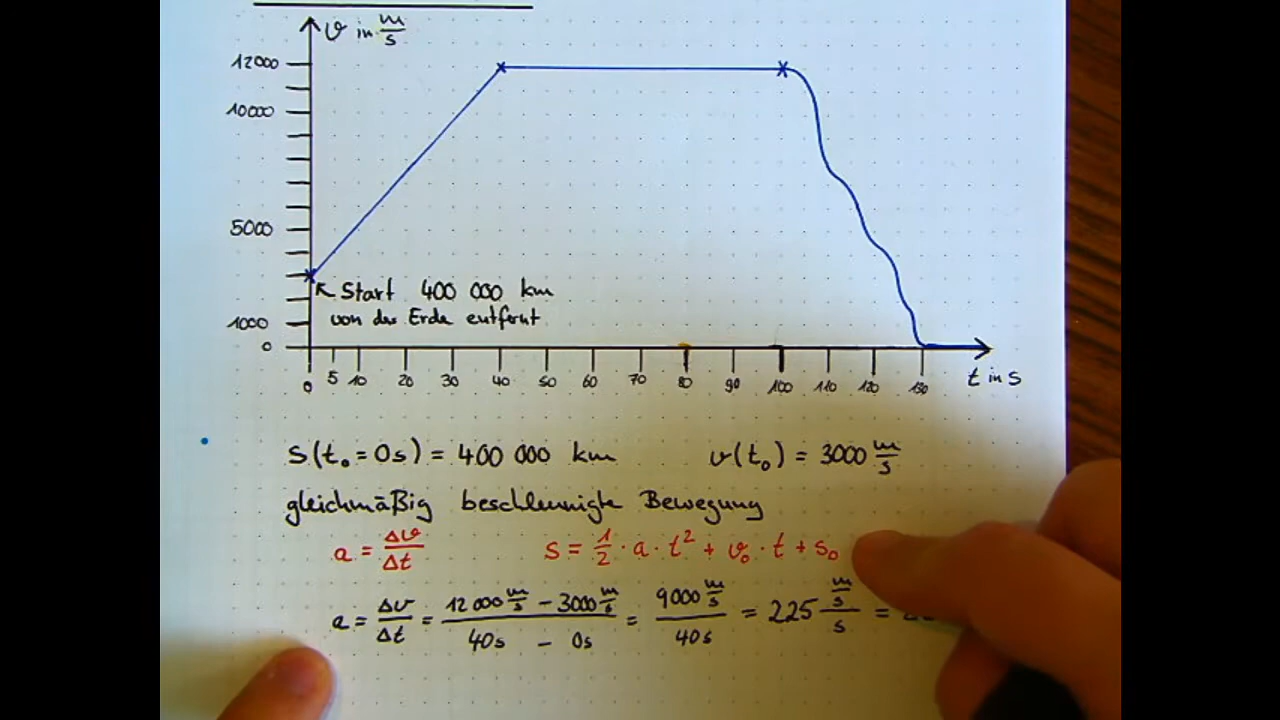 v in m/s
12000
10000
5000
1000
0
Start 400 000 km
von der Erde entfernt
0 5 10 20 30 40 50 60 70 80 90 100 110 120 130
t in s
s(t₀ = 0s) = 400 000 km v(t₀) = 3000 m/s
gleichmäßig beschleunigte Bewegung
a = Δv/Δt s = 1/2 · a · t² + v₀ · t + s₀
a = Δv/Δt = (12 000 m/s − 3000 m/s)/(40s − 0s) = (9000 m/s)/(40s) = 225 (m/s)/s =